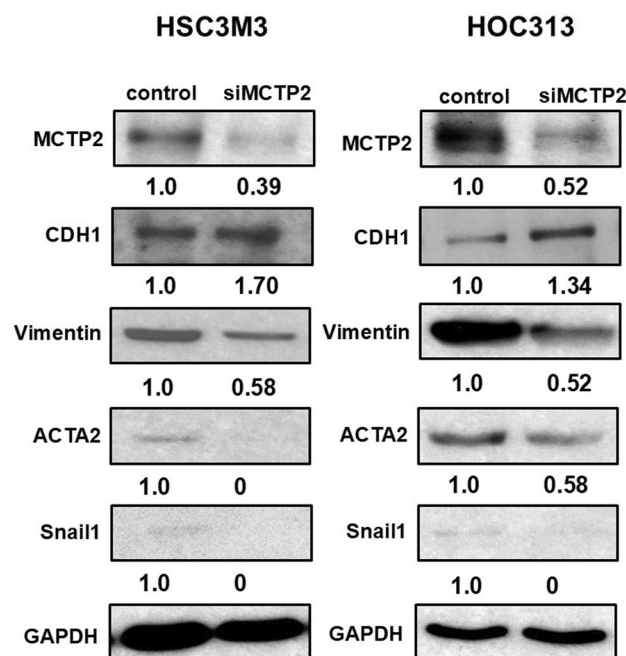 HSC3M3 HOC313
control siMCTP2 control siMCTP2
MCTP2 MCTP2
1.0 0.39 1.0 0.52
CDH1 CDH1
1.0 1.70 1.0 1.34
Vimentin Vimentin
1.0 0.58 1.0 0.52
ACTA2 ACTA2
1.0 0 1.0 0.58
Snail1 Snail1
1.0 0 1.0 0
GAPDH GAPDH